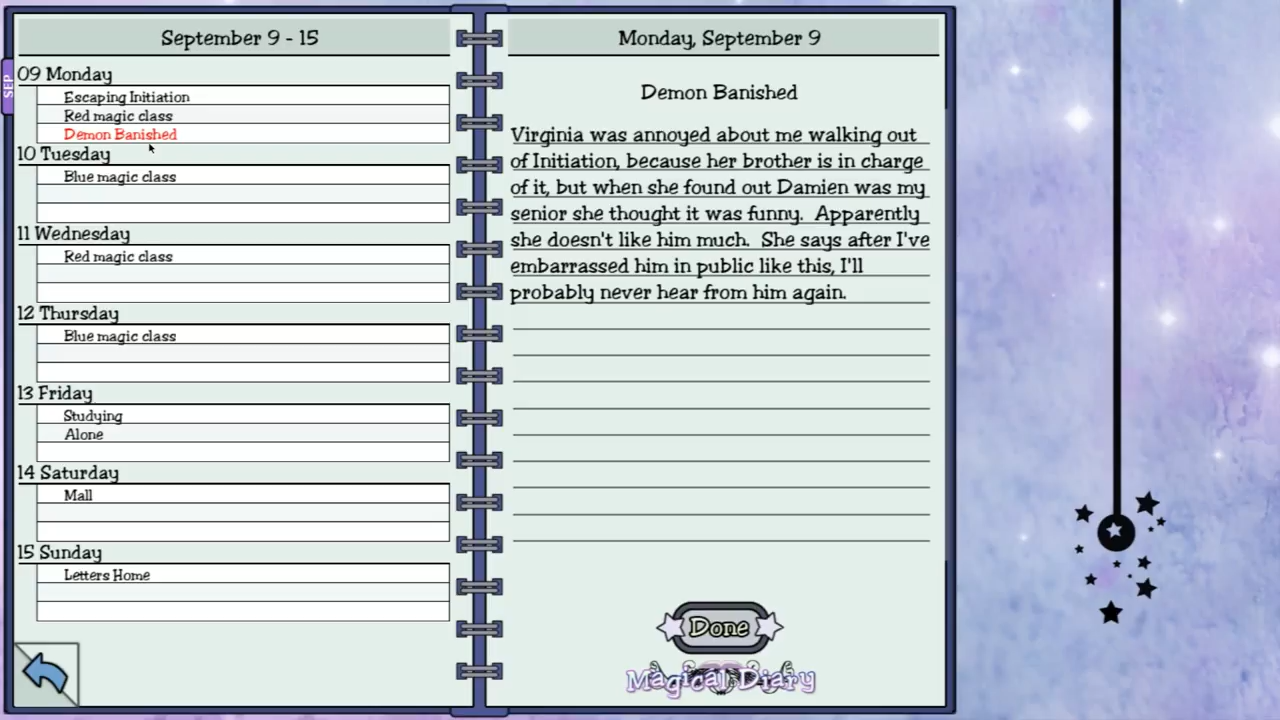 September 9 - 15
SEP
09 Monday
Escaping Initiation
Red magic class
Demon Banished
10 Tuesday
Blue magic class
11 Wednesday
Red magic class
12 Thursday
Blue magic class
13 Friday
Studying
Alone
14 Saturday
Mall
15 Sunday
Letters Home
Monday, September 9
Demon Banished
Virginia was annoyed about me walking out
of Initiation, because her brother is in charge
of it, but when she found out Damien was my
senior she thought it was funny. Apparently
she doesn't like him much. She says after I've
embarrassed him in public like this, I'll
probably never hear from him again.
Done
Magical Diary